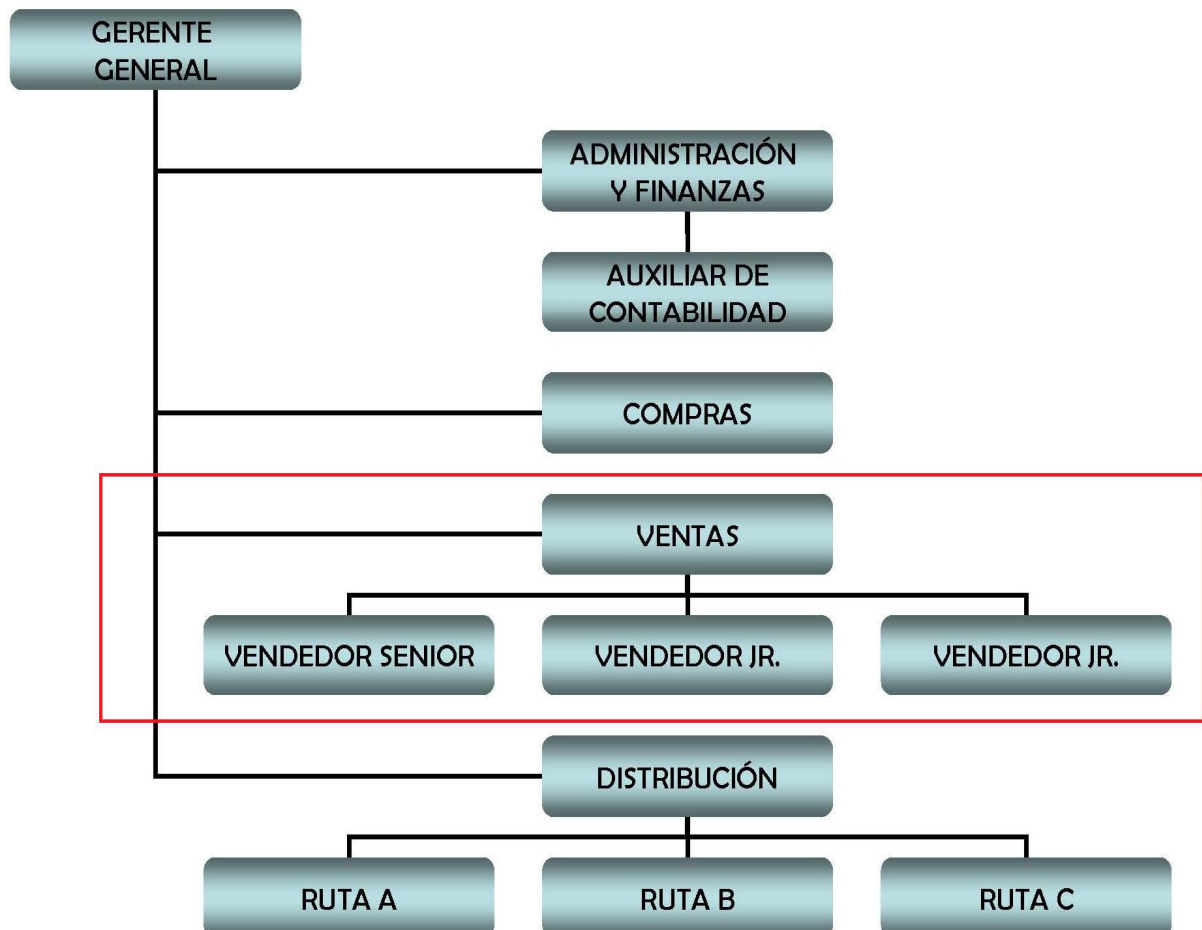 GERENTE
GENERAL
ADMINISTRACIÓN
Y FINANZAS
AUXILIAR DE
CONTABILIDAD
COMPRAS
VENTAS
VENDEDOR SENIOR
VENDEDOR JR.
VENDEDOR JR.
DISTRIBUCIÓN
RUTA A
RUTA B
RUTA C